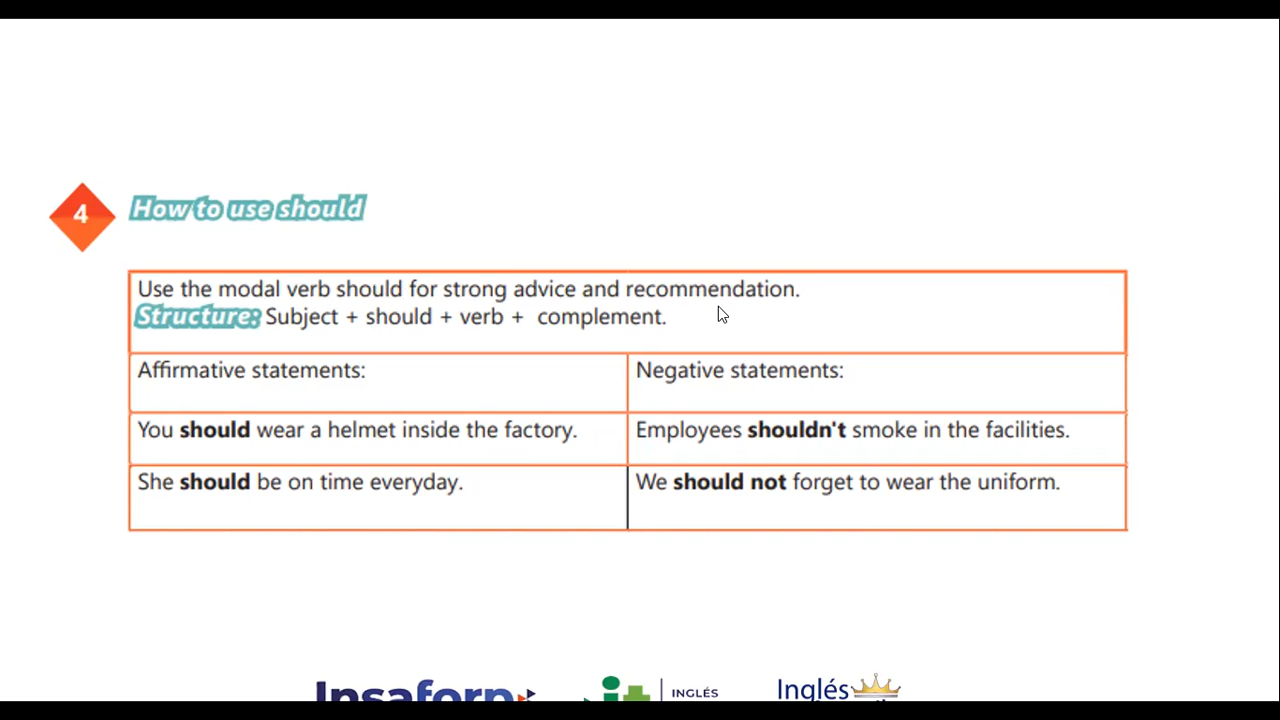 4
How to use should
Use the modal verb should for strong advice and recommendation.
Structure: Subject + should + verb + complement.
Affirmative statements:
Negative statements:
You should wear a helmet inside the factory.
Employees shouldn't smoke in the facilities.
She should be on time everyday.
We should not forget to wear the uniform.
Insaforp
INGLÉS
Inglés